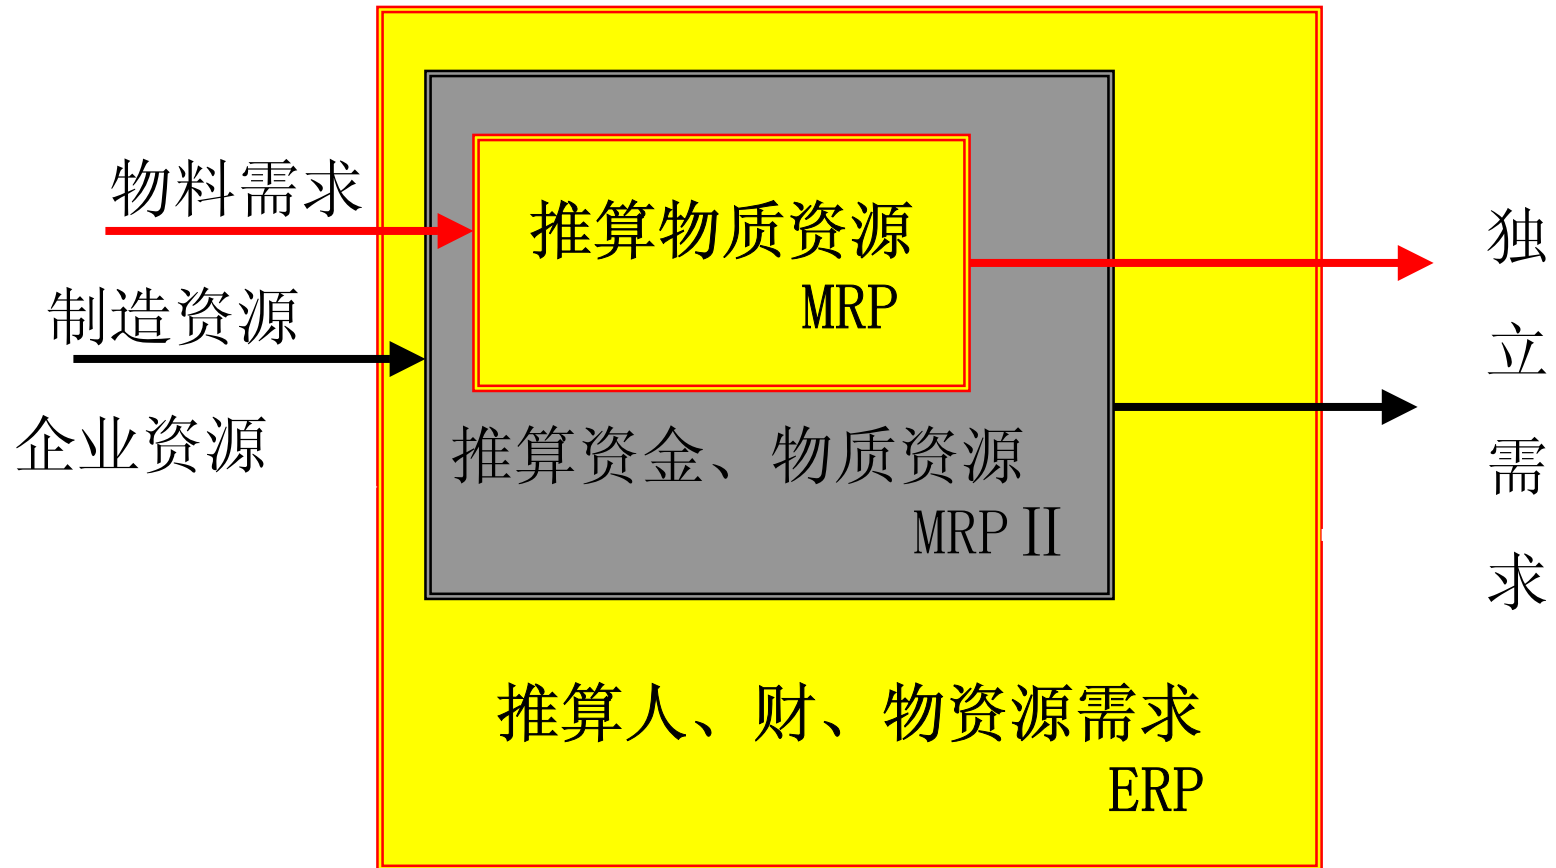 物料需求
制造资源
企业资源
推算物质资源
MRP
推算资金、物质资源
MRPⅡ
推算人、财、物资源需求
ERP
独
立
需
求